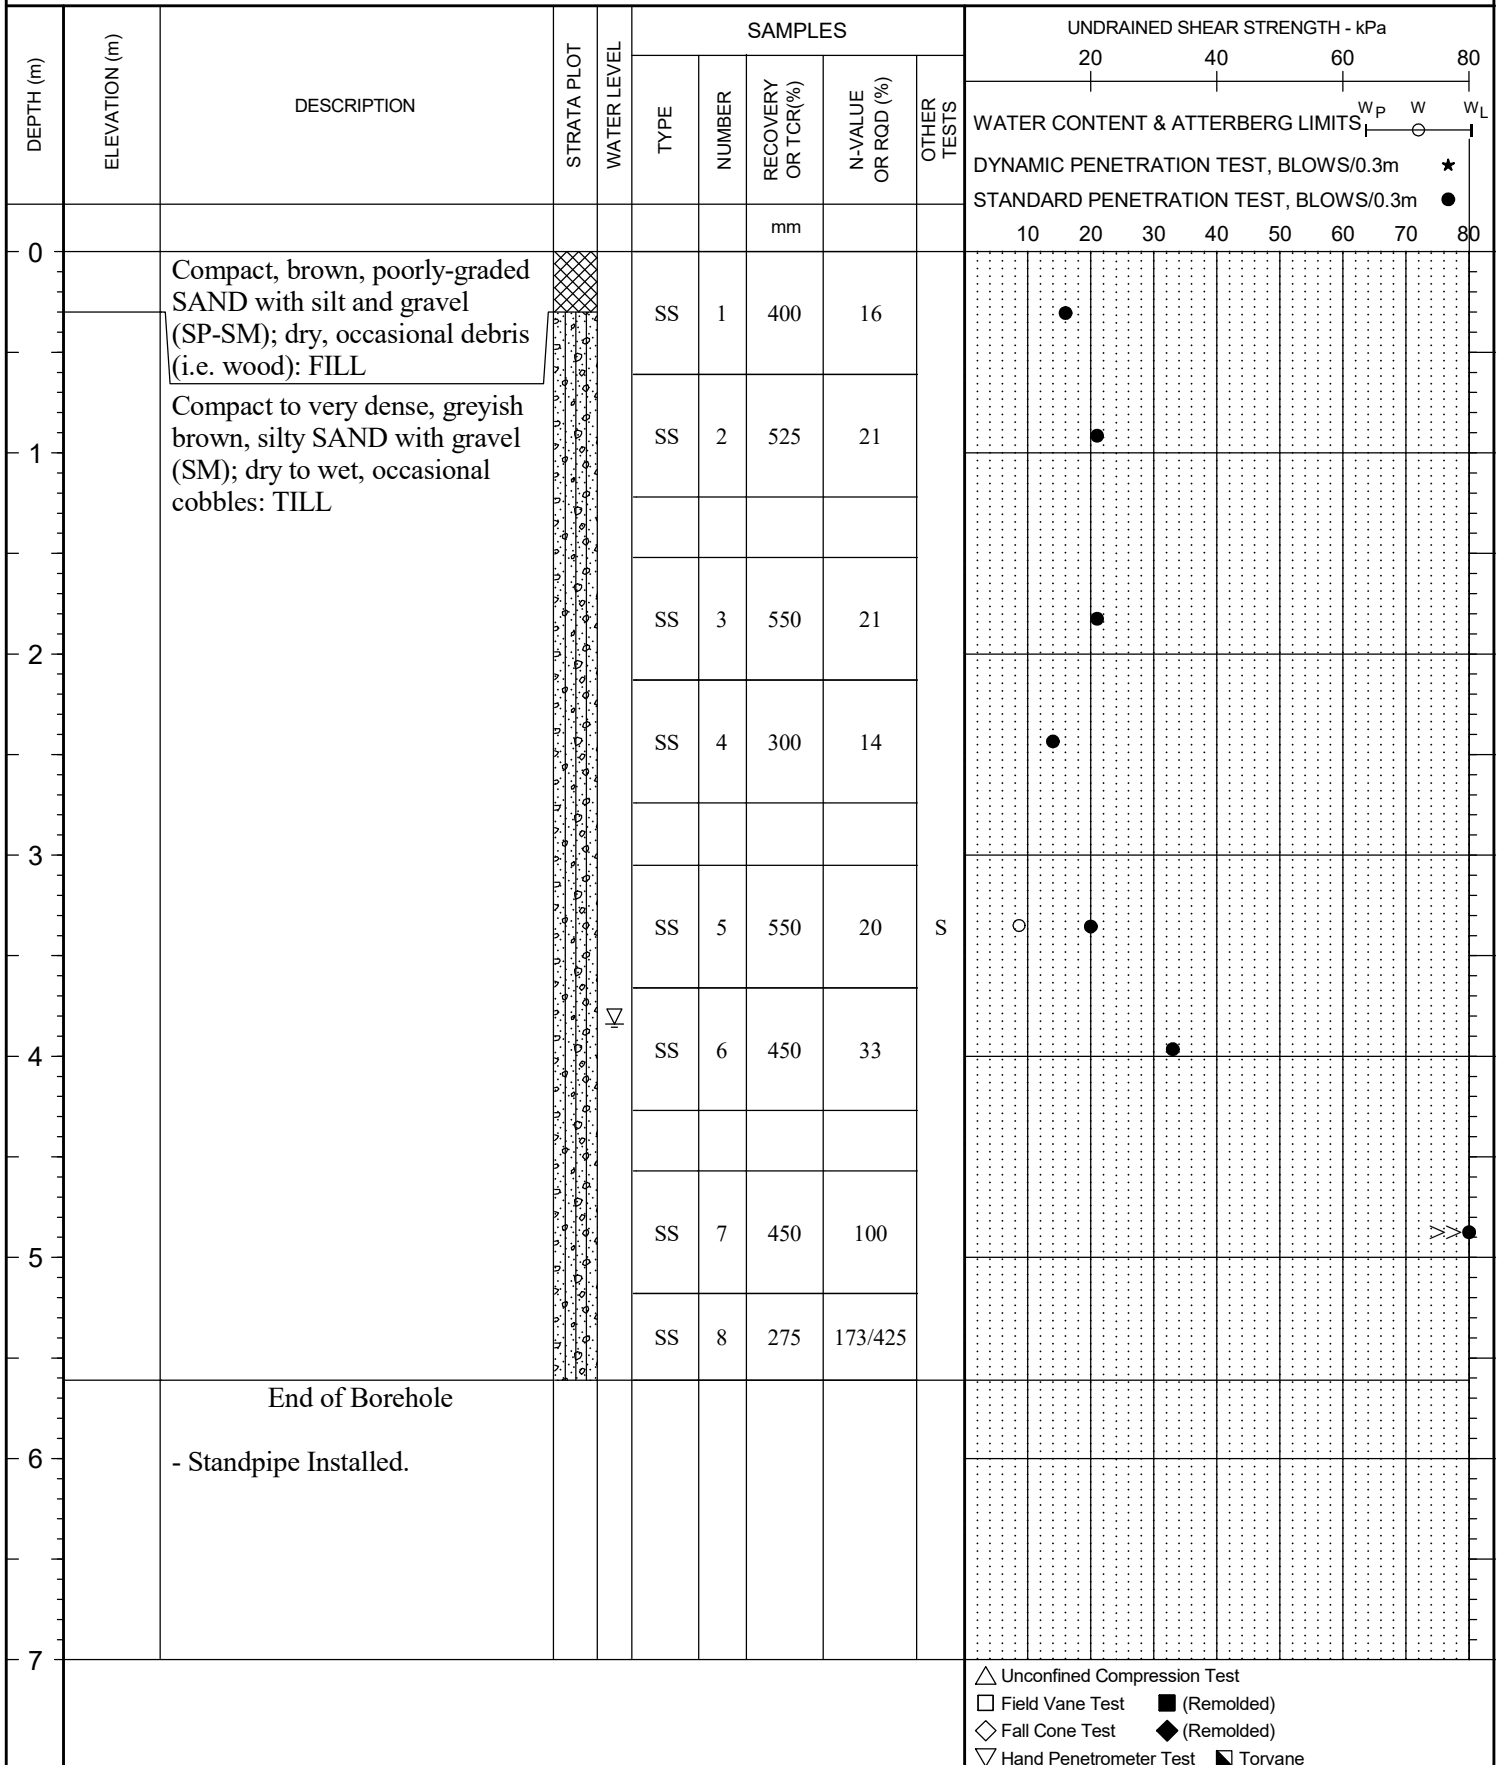 SAMPLES
UNDRAINED SHEAR STRENGTH - kPa
20 40 60 80
DEPTH (m)
ELEVATION (m)
DESCRIPTION
STRATA PLOT
WATER LEVEL
TYPE
NUMBER
RECOVERY
OR TCR(%)
N-VALUE
OR RQD (%)
OTHER
TESTS
WATER CONTENT & ATTERBERG LIMITS WP W WL
DYNAMIC PENETRATION TEST, BLOWS/0.3m ★
STANDARD PENETRATION TEST, BLOWS/0.3m ●
mm
10 20 30 40 50 60 70 80
0
Compact, brown, poorly-graded
SAND with silt and gravel
(SP-SM); dry, occasional debris
(i.e. wood): FILL
SS 1 400 16
Compact to very dense, greyish
brown, silty SAND with gravel
(SM); dry to wet, occasional
cobbles: TILL
SS 2 525 21
1
SS 3 550 21
2
SS 4 300 14
3
SS 5 550 20 S
SS 6 450 33
4
SS 7 450 100
>>
5
SS 8 275 173/425
End of Borehole
6
- Standpipe Installed.
7
△ Unconfined Compression Test
□ Field Vane Test ■ (Remolded)
◇ Fall Cone Test ◆ (Remolded)
▽ Hand Penetrometer Test ◣ Torvane